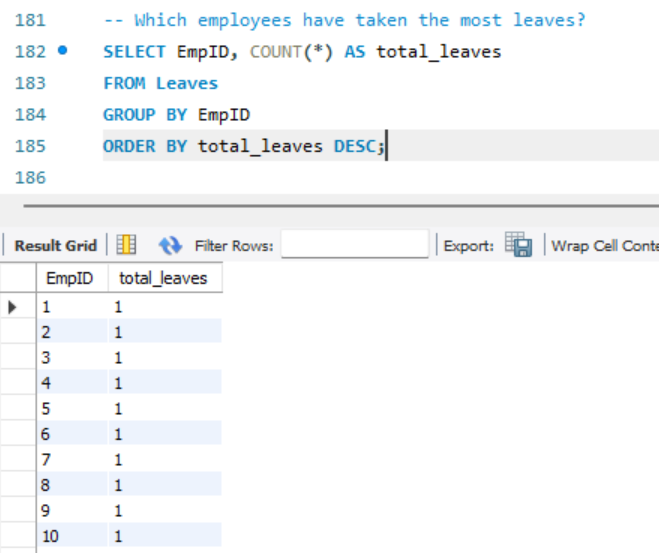 181 -- Which employees have taken the most leaves?
182 SELECT EmpID, COUNT(*) AS total_leaves
183 FROM Leaves
184 GROUP BY EmpID
185 ORDER BY total_leaves DESC;
186
Result Grid Filter Rows: Export: Wrap Cell Conte
EmpID total_leaves
1 1
2 1
3 1
4 1
5 1
6 1
7 1
8 1
9 1
10 1